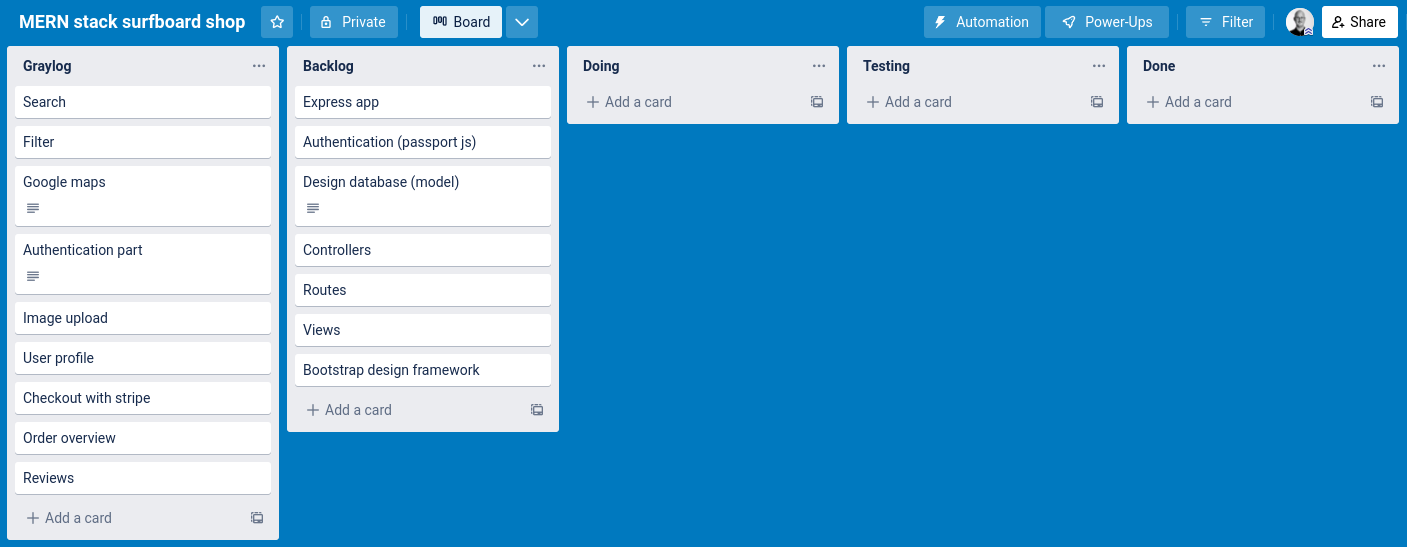 MERN stack surfboard shop
Private
Board
Automation
Power-Ups
Filter
Share
Graylog
Search
Filter
Google maps
Authentication part
Image upload
User profile
Checkout with stripe
Order overview
Reviews
Add a card
Backlog
Express app
Authentication (passport js)
Design database (model)
Controllers
Routes
Views
Bootstrap design framework
Add a card
Doing
Add a card
Testing
Add a card
Done
Add a card